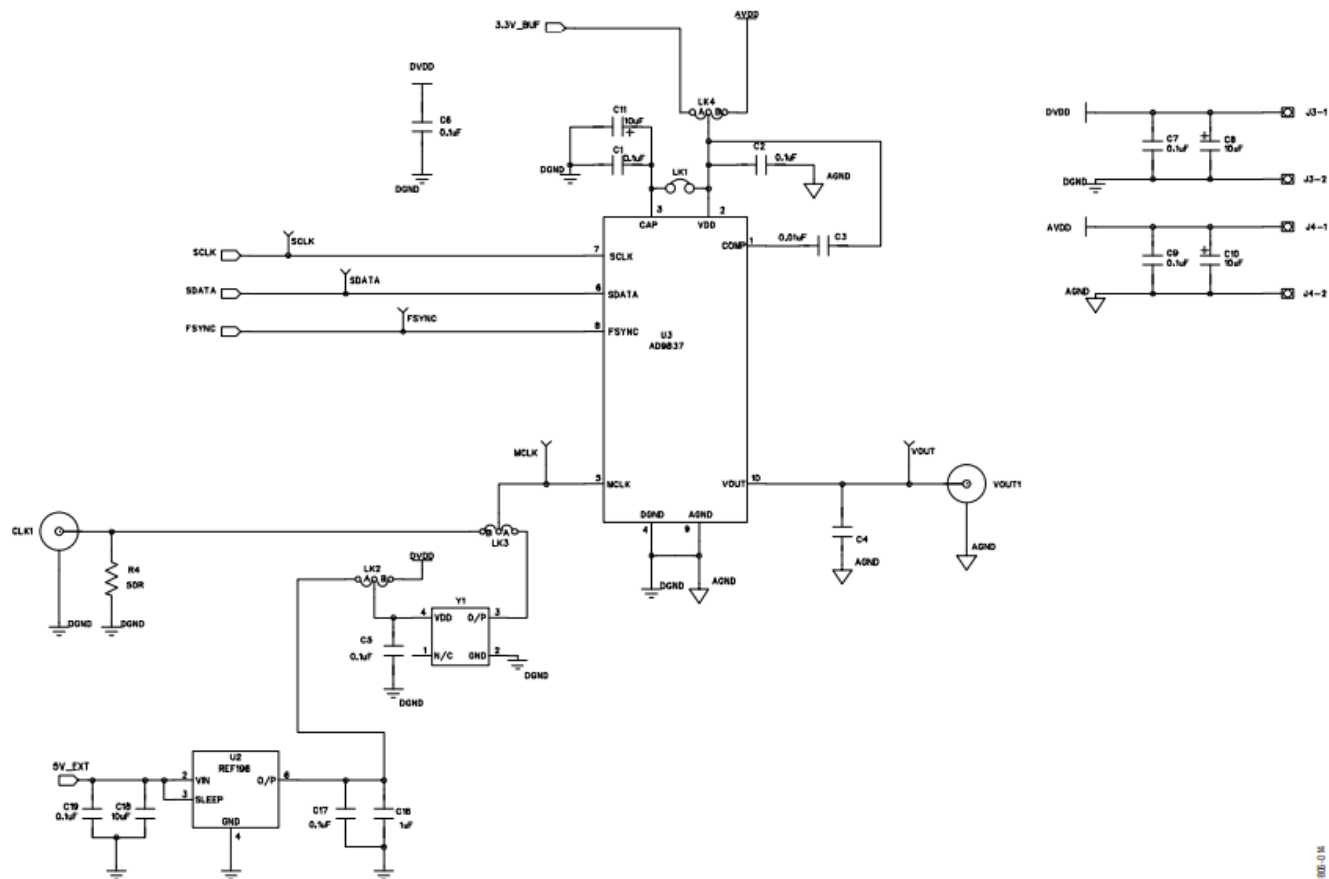 3.3V_BUF
AVDD
DVDD
C6
0.1uF
DGND
C11
10uF
+
C1
0.1uF
DGND
LK4
A B
LK1
C2
0.1uF
AGND
3
2
CAP
VDD
COMP
1
0.01uF
C3
SCLK
SCLK
7
SCLK
SDATA
SDATA
6
SDATA
FSYNC
FSYNC
8
FSYNC
U3
AD9837
MCLK
5
MCLK
VOUT
10
VOUT
VOUT1
AGND
C4
AGND
DGND
AGND
4
9
DGND
AGND
CLK1
DGND
R4
50R
DGND
B A
LK3
LK2
A B
DVDD
Y1
4
VDD
O/P
3
1
N/C
GND
2
DGND
C5
0.1uF
DGND
5V_EXT
C19
0.1uF
C18
10uF
U2
REF196
2
VIN
O/P
6
3
SLEEP
GND
4
C17
0.1uF
C16
1uF
DVDD
J3-1
C7
0.1uF
+
C8
10uF
DGND
J3-2
AVDD
J4-1
C9
0.1uF
+
C10
10uF
AGND
J4-2